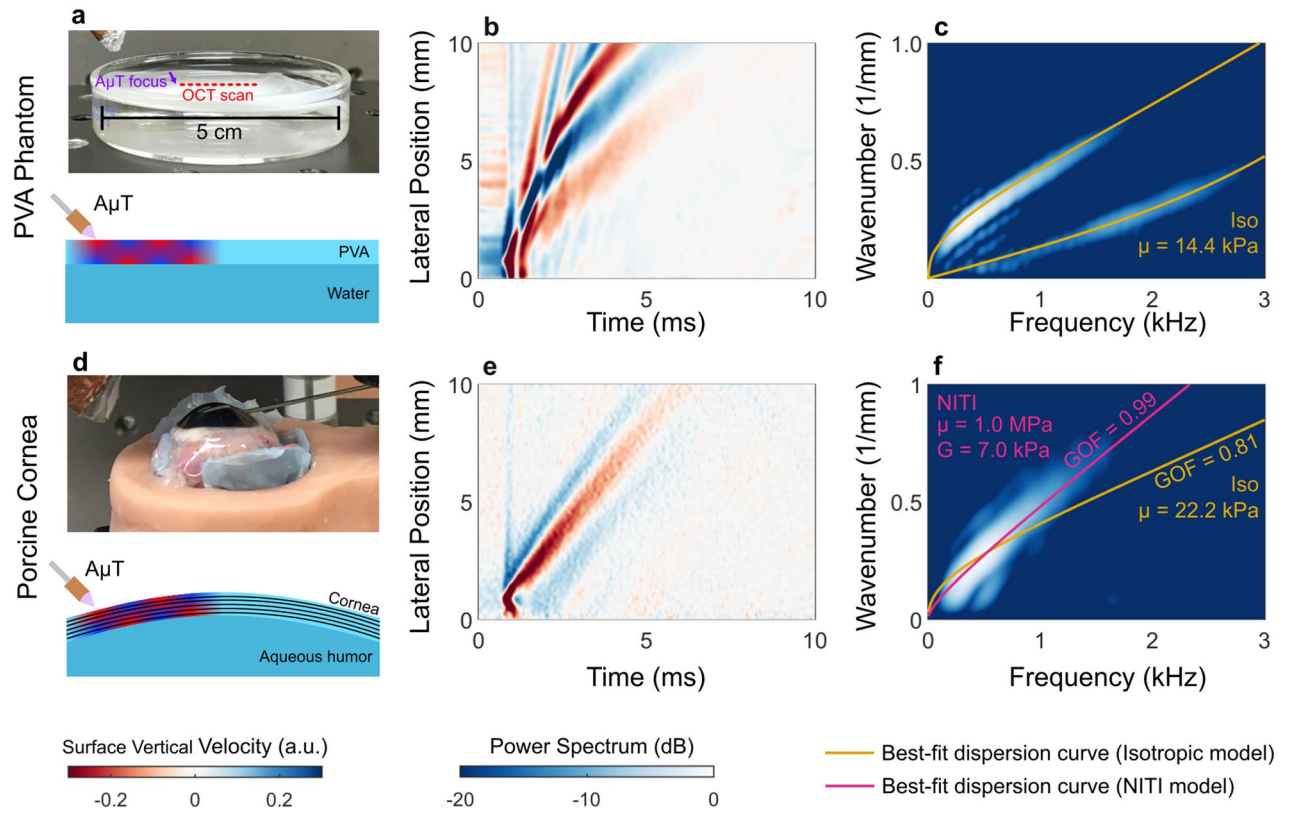 a
PVA Phantom
AμT focus
OCT scan
5 cm
AμT
PVA
Water
b
Lateral Position (mm)
10
5
0
0 5 10
Time (ms)
c
Wavenumber (1/mm)
1.0
0.5
0
Iso
μ = 14.4 kPa
0 1 2 3
Frequency (kHz)
d
Porcine Cornea
AμT
Cornea
Aqueous humor
e
Lateral Position (mm)
10
5
0
0 5 10
Time (ms)
f
Wavenumber (1/mm)
1
0.5
0
NITI
μ = 1.0 MPa
G = 7.0 kPa
GOF = 0.99
GOF = 0.81
Iso
μ = 22.2 kPa
0 1 2 3
Frequency (kHz)
Surface Vertical Velocity (a.u.)
-0.2 0 0.2
Power Spectrum (dB)
-20 -10 0
Best-fit dispersion curve (Isotropic model)
Best-fit dispersion curve (NITI model)